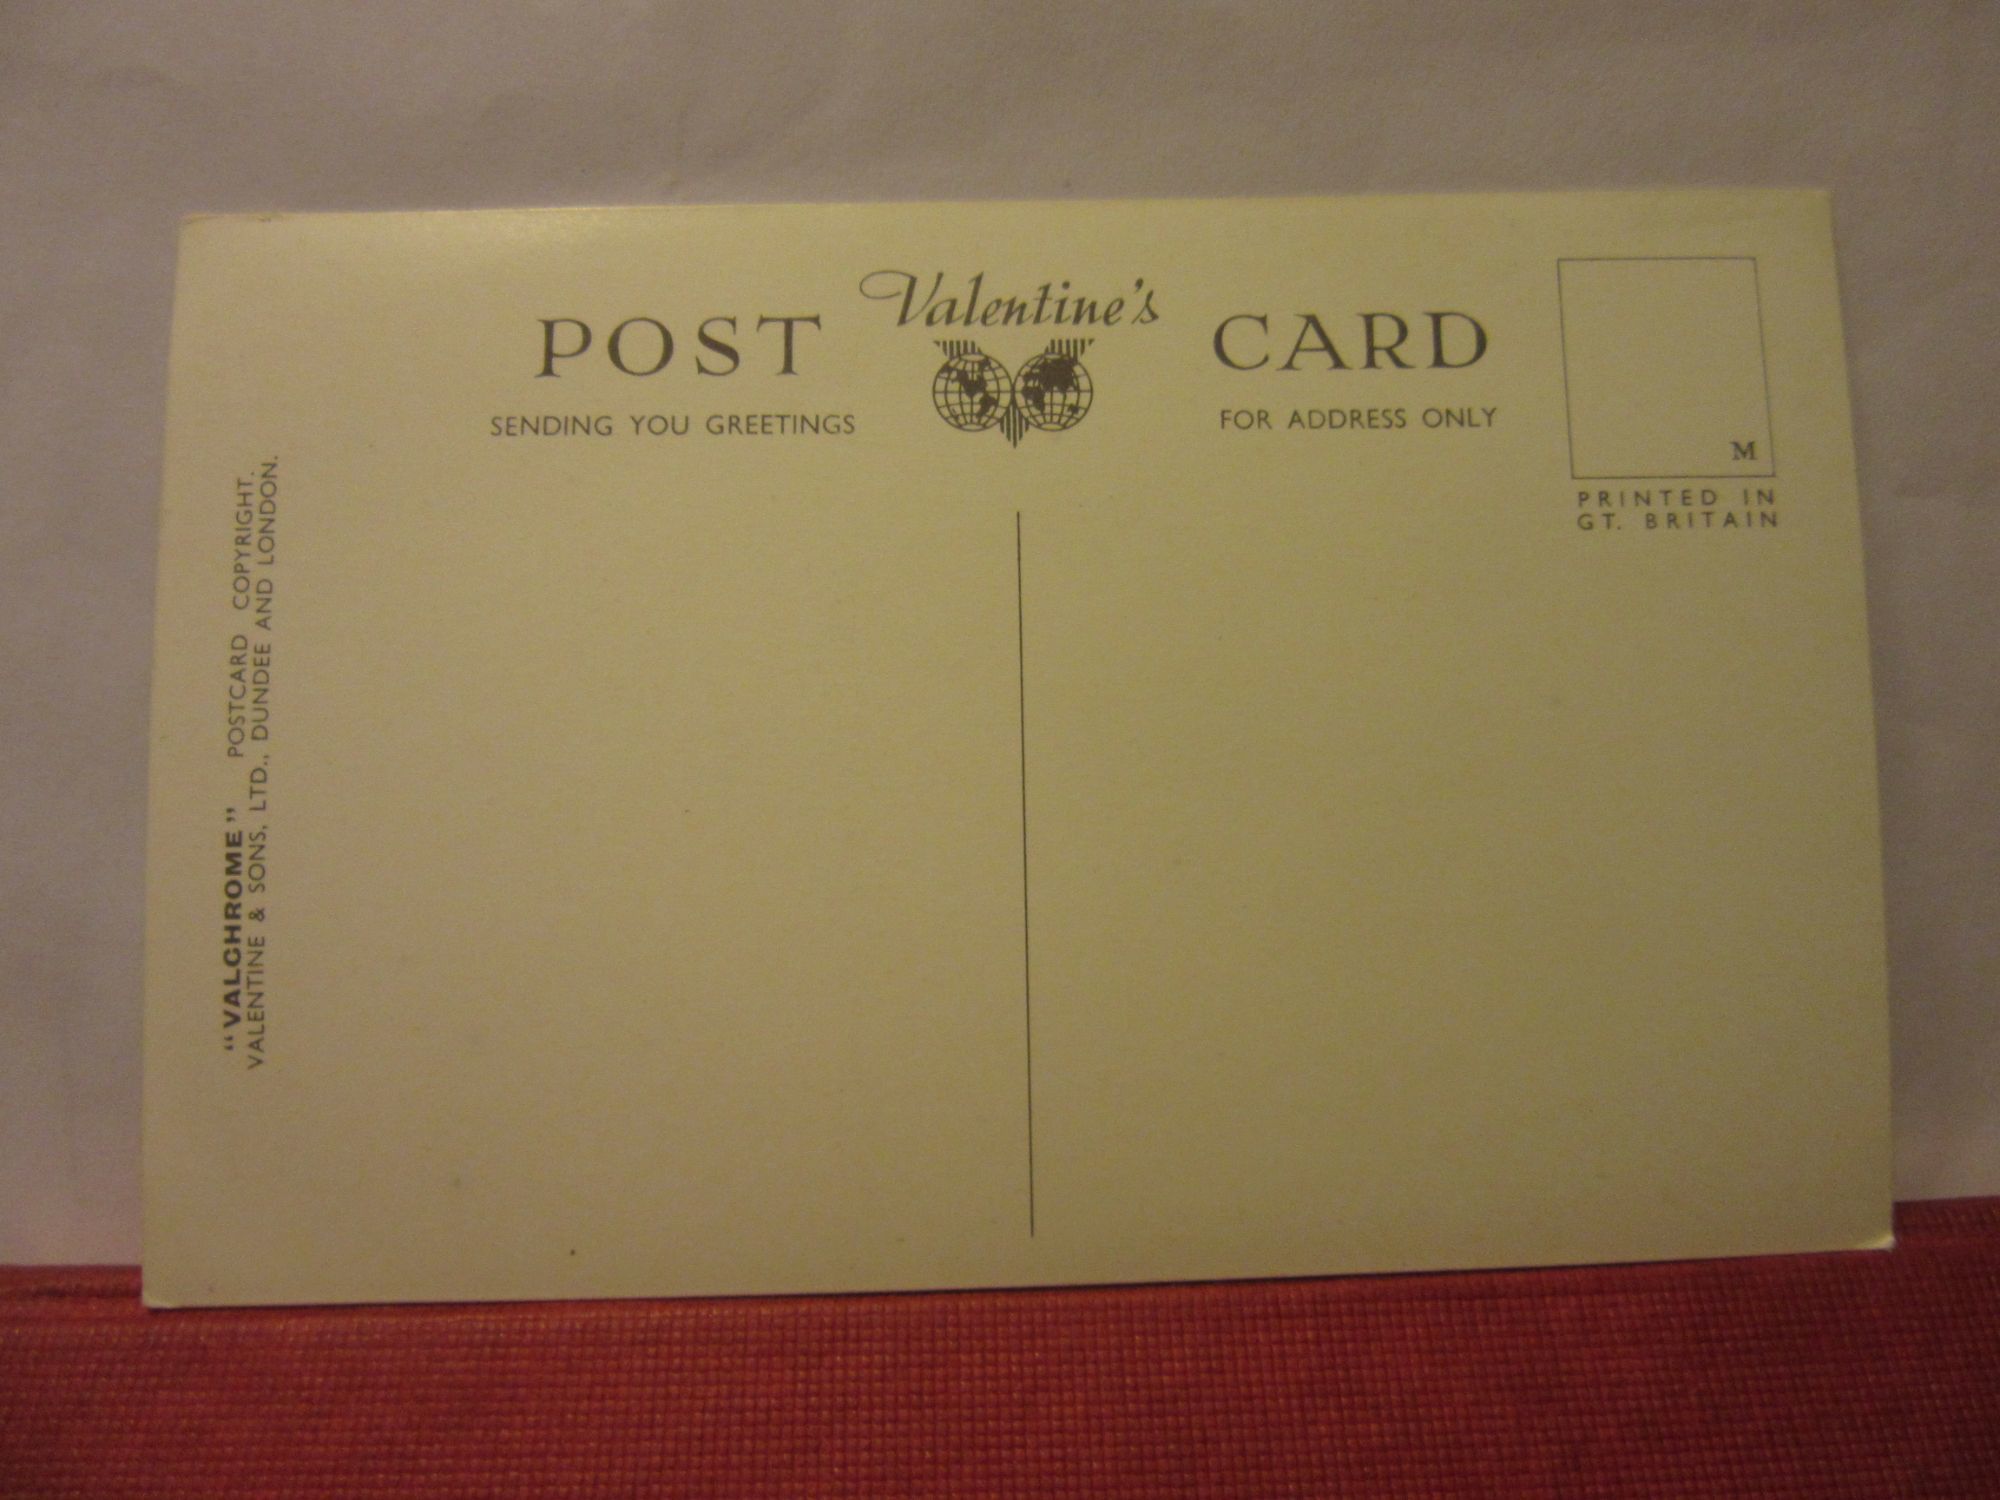 Valentine's
POST CARD
SENDING YOU GREETINGS
FOR ADDRESS ONLY
M
PRINTED IN
GT. BRITAIN
"VALCHROME" POSTCARD COPYRIGHT.
VALENTINE & SONS, LTD., DUNDEE AND LONDON.